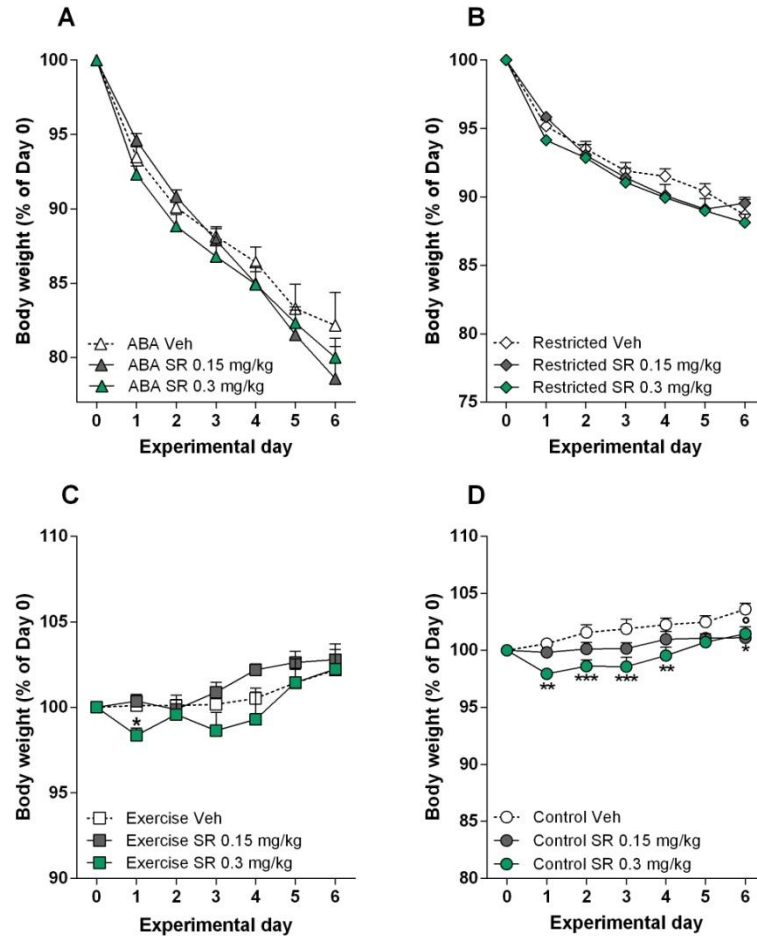 A
Body weight (% of Day 0)
100
95
90
85
80
ABA Veh
ABA SR 0.15 mg/kg
ABA SR 0.3 mg/kg
0 1 2 3 4 5 6
Experimental day
B
Body weight (% of Day 0)
100
95
90
85
80
75
Restricted Veh
Restricted SR 0.15 mg/kg
Restricted SR 0.3 mg/kg
0 1 2 3 4 5 6
Experimental day
C
Body weight (% of Day 0)
110
105
100
95
90
*
Exercise Veh
Exercise SR 0.15 mg/kg
Exercise SR 0.3 mg/kg
0 1 2 3 4 5 6
Experimental day
D
Body weight (% of Day 0)
110
105
100
95
90
85
80
°
** *** *** ** *
Control Veh
Control SR 0.15 mg/kg
Control SR 0.3 mg/kg
0 1 2 3 4 5 6
Experimental day